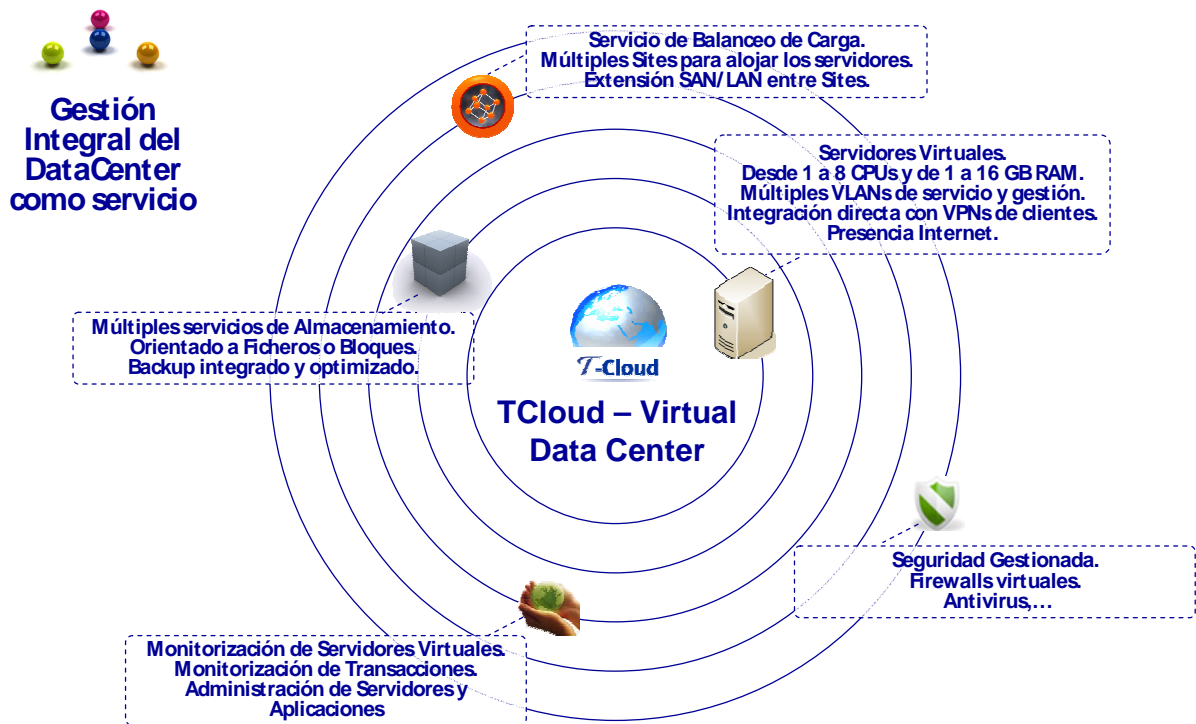 Gestión
Integral del
DataCenter
como servicio
Servicio de Balanceo de Carga.
Múltiples Sites para alojar los servidores.
Extensión SAN/LAN entre Sites.
Servidores Virtuales.
Desde 1 a 8 CPUs y de 1 a 16 GB RAM.
Múltiples VLANs de servicio y gestión.
Integración directa con VPNs de clientes.
Presencia Internet.
Múltiples servicios de Almacenamiento.
Orientado a Ficheros o Bloques.
Backup integrado y optimizado.
T-Cloud
TCloud – Virtual
Data Center
Seguridad Gestionada.
Firewalls virtuales.
Antivirus,…
Monitorización de Servidores Virtuales.
Monitorización de Transacciones.
Administración de Servidores y
Aplicaciones